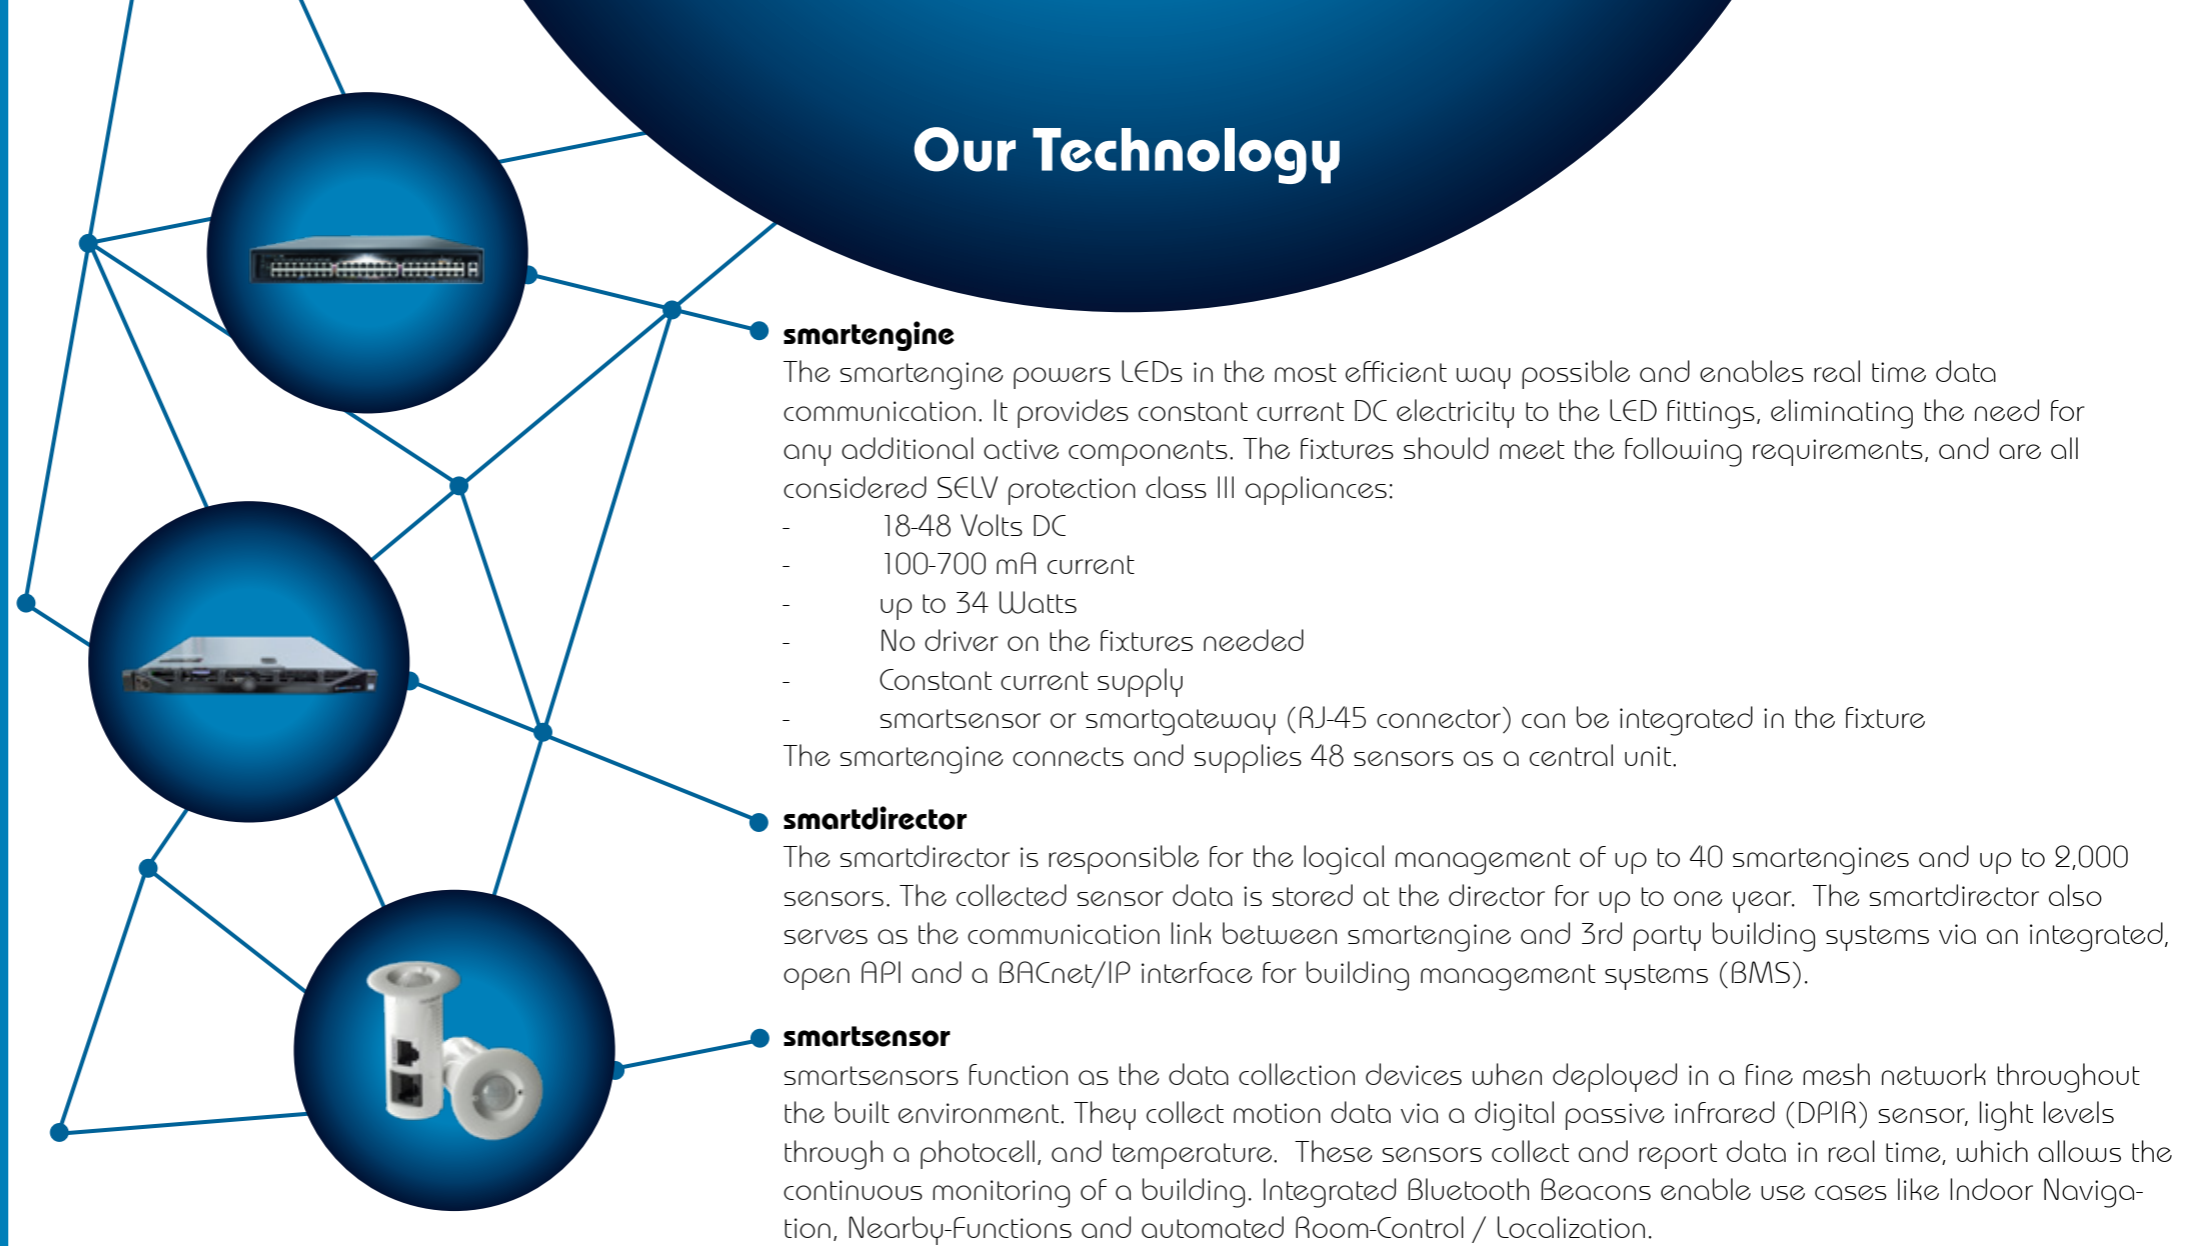 Our Technology
smartengine
The smartengine powers LEDs in the most efficient way possible and enables real time data
communication. It provides constant current DC electricity to the LED fittings, eliminating the need for
any additional active components. The fixtures should meet the following requirements, and are all
considered SELV protection class III appliances:
- 18-48 Volts DC
- 100-700 mA current
- up to 34 Watts
- No driver on the fixtures needed
- Constant current supply
- smartsensor or smartgateway (RJ-45 connector) can be integrated in the fixture
The smartengine connects and supplies 48 sensors as a central unit.
smartdirector
The smartdirector is responsible for the logical management of up to 40 smartengines and up to 2,000
sensors. The collected sensor data is stored at the director for up to one year.  The smartdirector also
serves as the communication link between smartengine and 3rd party building systems via an integrated,
open API and a BACnet/IP interface for building management systems (BMS).
smartsensor
smartsensors function as the data collection devices when deployed in a fine mesh network throughout
the built environment. They collect motion data via a digital passive infrared (DPIR) sensor, light levels
through a photocell, and temperature.  These sensors collect and report data in real time, which allows the
continuous monitoring of a building. Integrated Bluetooth Beacons enable use cases like Indoor Naviga-
tion, Nearby-Functions and automated Room-Control / Localization.